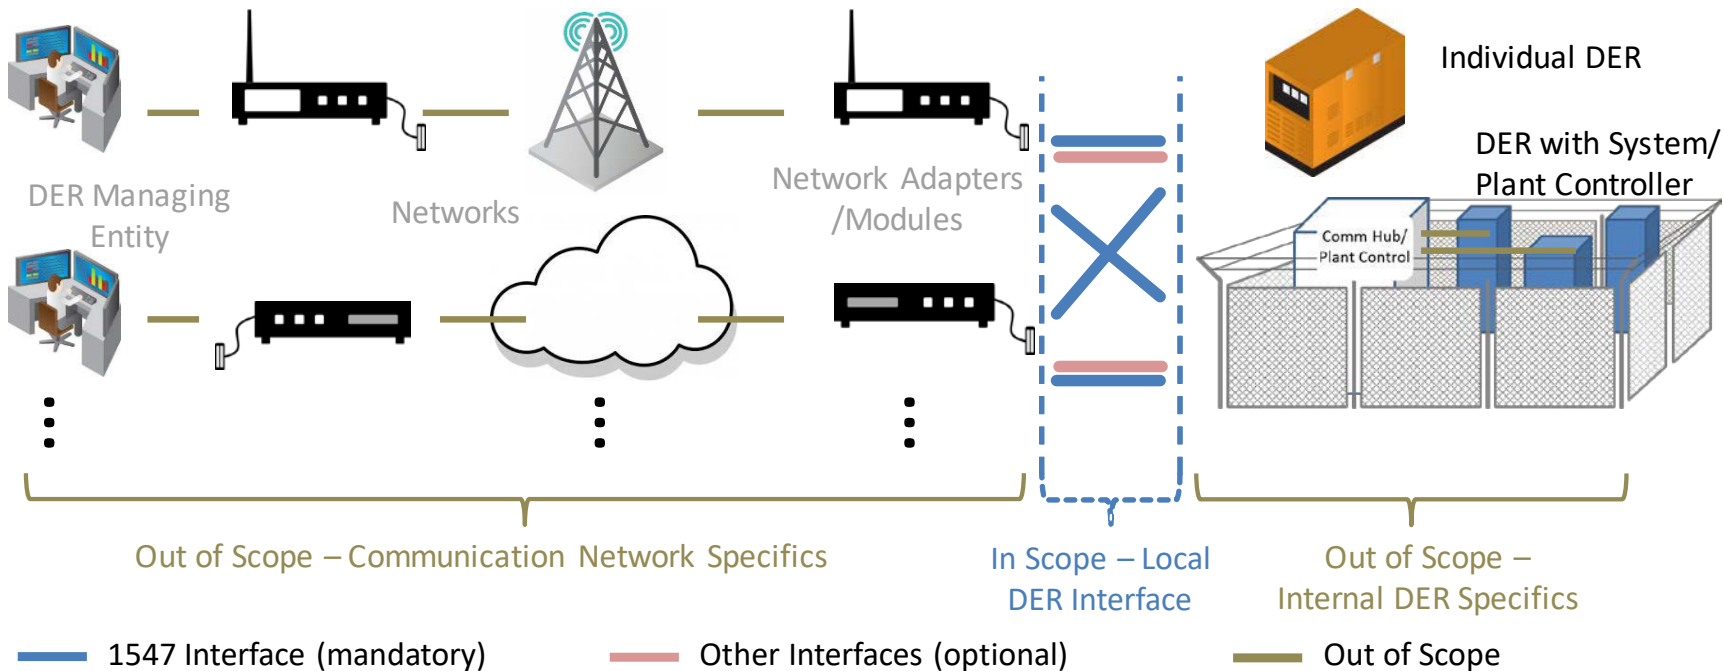 Individual DER
DER with System/
Plant Controller
DER Managing
Entity
Networks
Network Adapters
/Modules
Comm Hub/
Plant Control
Out of Scope – Communication Network Specifics
In Scope – Local
DER Interface
Out of Scope –
Internal DER Specifics
1547 Interface (mandatory)
Other Interfaces (optional)
Out of Scope